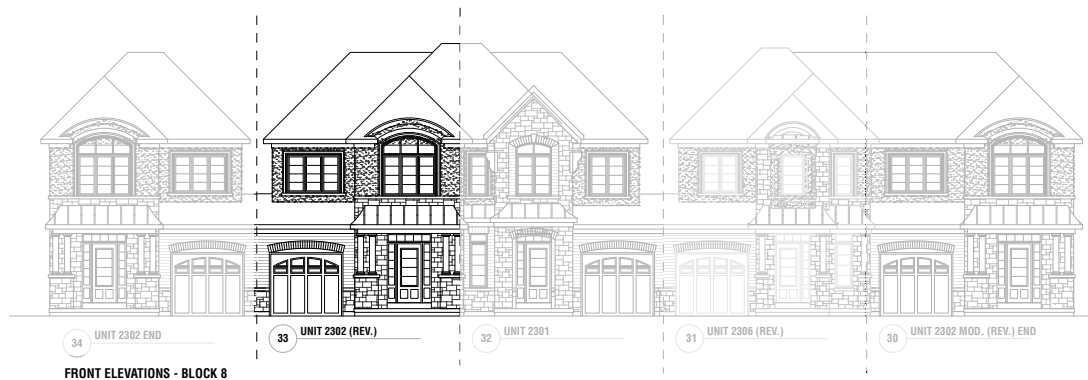 34 UNIT 2302 END
33 UNIT 2302 (REV.)
32 UNIT 2301
31 UNIT 2306 (REV.)
30 UNIT 2302 MOD. (REV.) END
FRONT ELEVATIONS - BLOCK 8